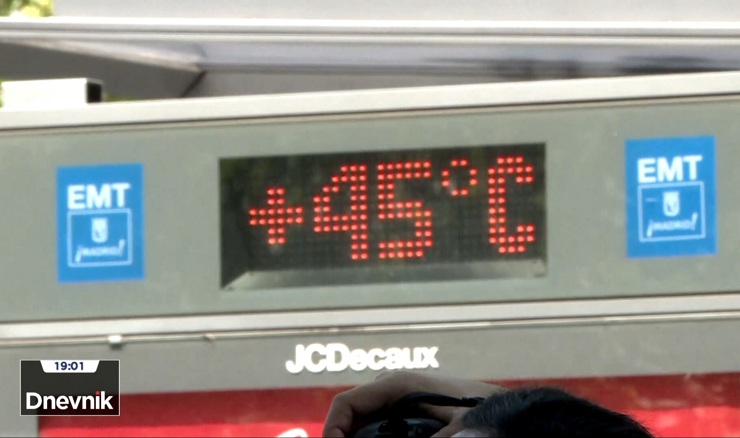 EMT
¡MADRID!
+45°C
EMT
¡MADRID!
JCDecaux
19:01
Dnevnik